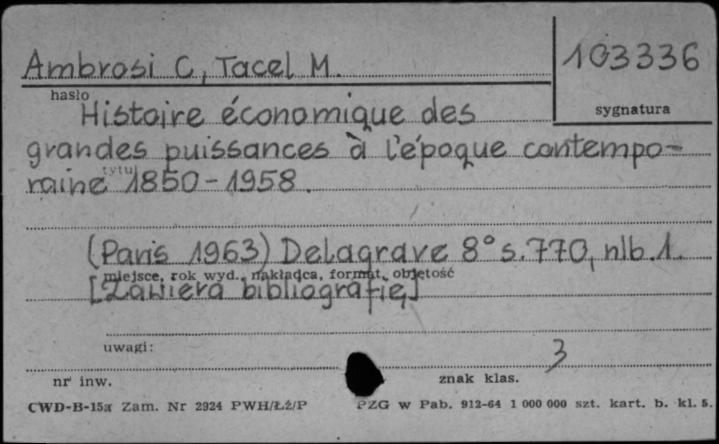 Ambrosi C, Tacel M.
103336
hasło
sygnatura
Histoire économique des
grandes puissances à l'époque contempo-
raine 1850-1958.
tytuł
(Paris 1963) Delagrave 8° s.770, nlb.1.
miejsce, rok wyd., nakładca, format, objętość
[Zawiera bibliografię]
uwagi:
3
nr inw.
znak klas.
CWD-B-15a Zam. Nr 2924 PWH/Łż/P
PZG w Pab. 912-64 1 000 000 szt. kart. b. kl. 5.